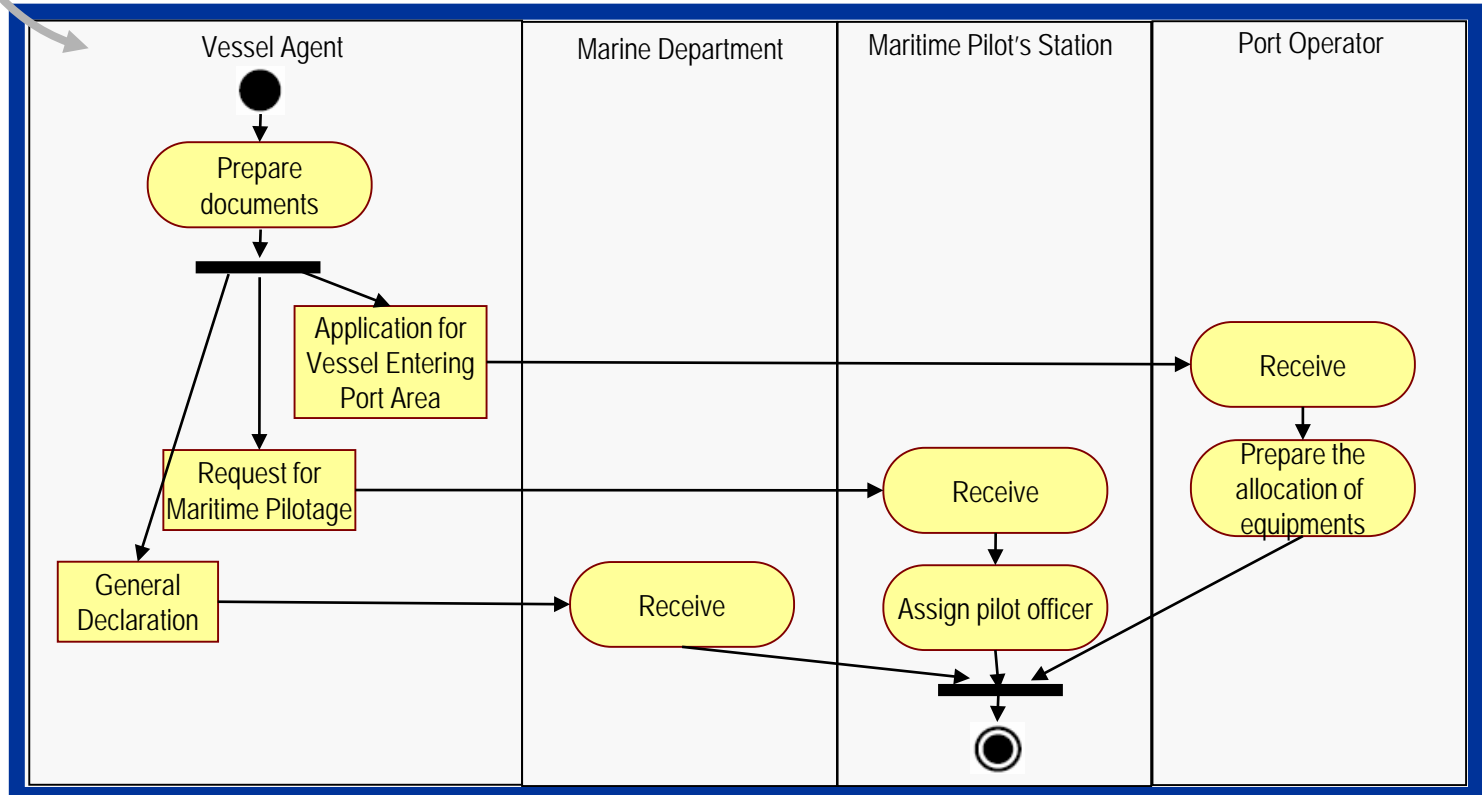 Vessel Agent
Marine Department
Maritime Pilot's Station
Port Operator
Prepare
documents
Application for
Vessel Entering
Port Area
Receive
Request for
Maritime Pilotage
Receive
Prepare the
allocation of
equipments
General
Declaration
Receive
Assign pilot officer